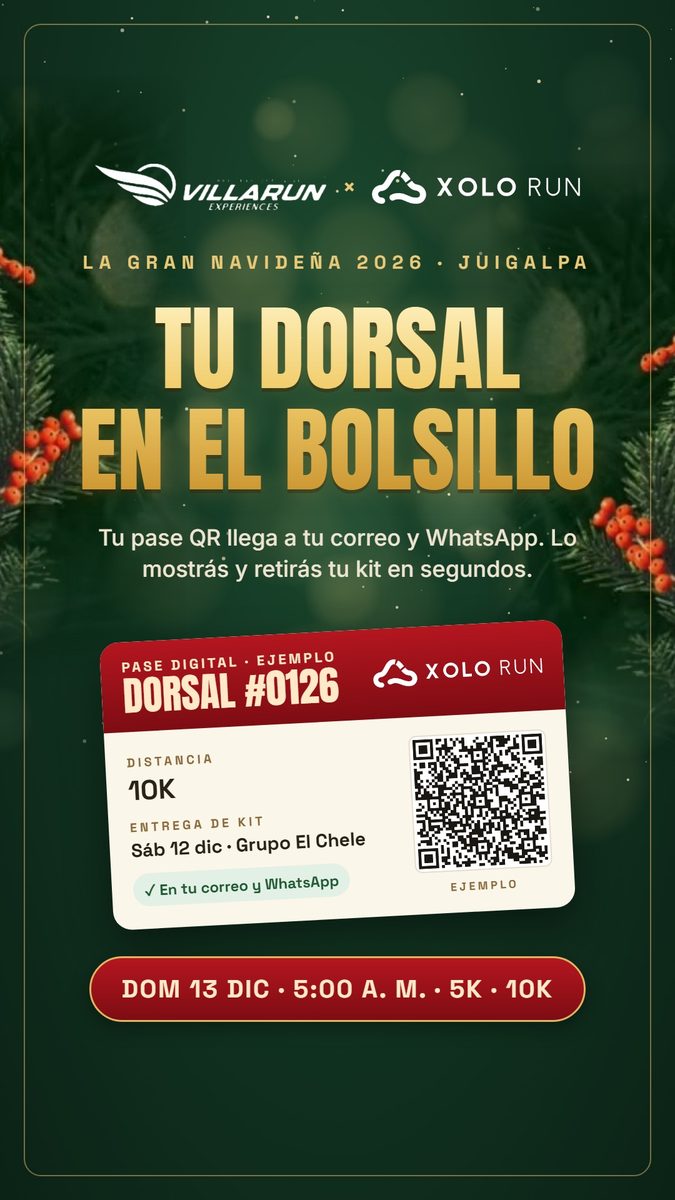 VILLARUN
EXPERIENCES
×
XOLO RUN
LA GRAN NAVIDEÑA 2026 · JUIGALPA
TU DORSAL
EN EL BOLSILLO
Tu pase QR llega a tu correo y WhatsApp. Lo
mostrás y retirás tu kit en segundos.
PASE DIGITAL · EJEMPLO
DORSAL #0126
XOLO RUN
DISTANCIA
10K
ENTREGA DE KIT
Sáb 12 dic · Grupo El Chele
✓ En tu correo y WhatsApp
EJEMPLO
DOM 13 DIC · 5:00 A. M. · 5K · 10K